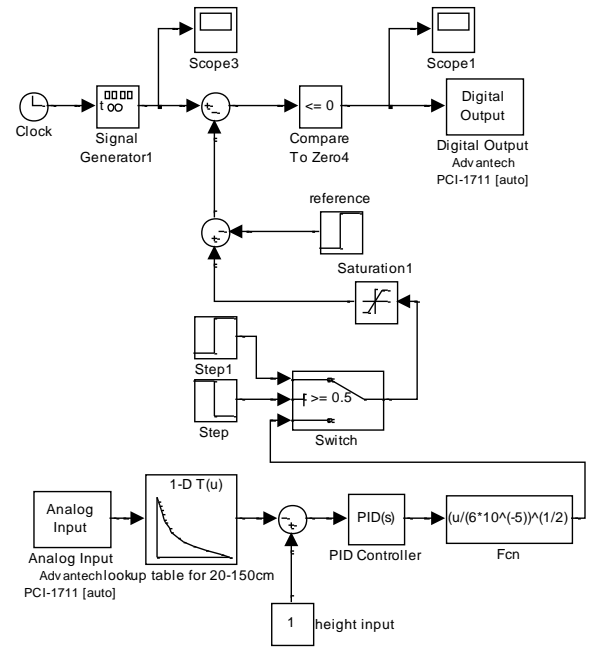 Scope3
Scope1
t
<= 0
Digital
Output
Clock
Signal
Generator1
Compare
To Zero4
Digital Output
Advantech
PCI-1711 [auto]
reference
Saturation1
Step1
>= 0.5
Step
Switch
1-D T(u)
Analog
Input
PID(s)
(u/(6*10^(-5))^(1/2)
Analog Input
Advantech
PCI-1711 [auto]
lookup table for 20-150cm
PID Controller
Fcn
1
height input